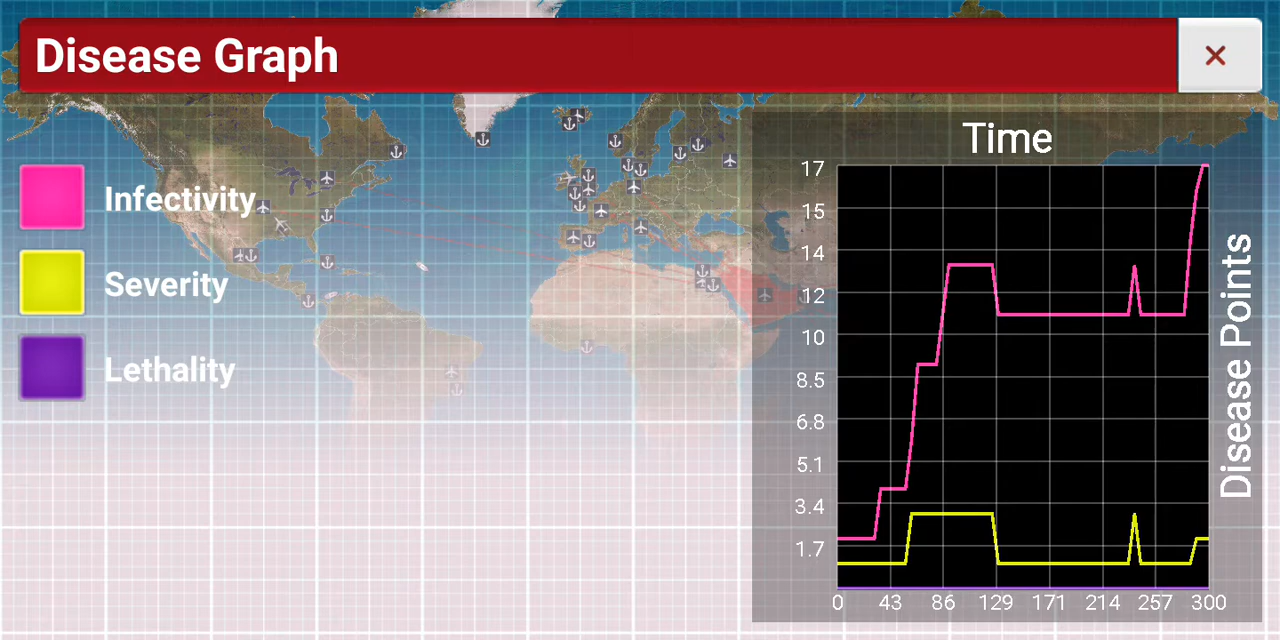 Disease Graph
×
Infectivity
Severity
Lethality
Time
17
15
14
12
10
8.5
6.8
5.1
3.4
1.7
0 43 86 129 171 214 257 300
Disease Points